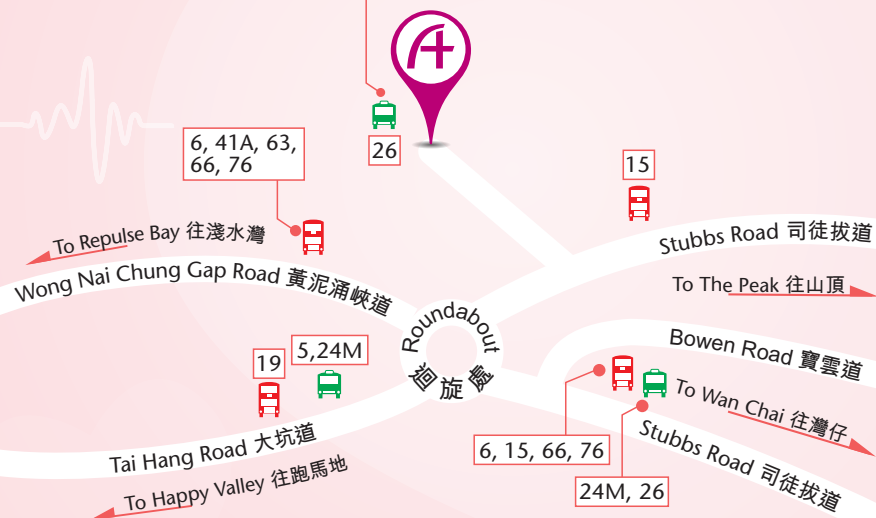 26
6, 41A, 63,
66, 76
15
To Repulse Bay 往淺水灣
Stubbs Road 司徒拔道
Wong Nai Chung Gap Road 黃泥涌峽道
To The Peak 往山頂
Roundabout
迴旋處
Bowen Road 寶雲道
19
5,24M
To Wan Chai 往灣仔
Tai Hang Road 大坑道
6, 15, 66, 76
Stubbs Road 司徒拔道
24M, 26
To Happy Valley 往跑馬地